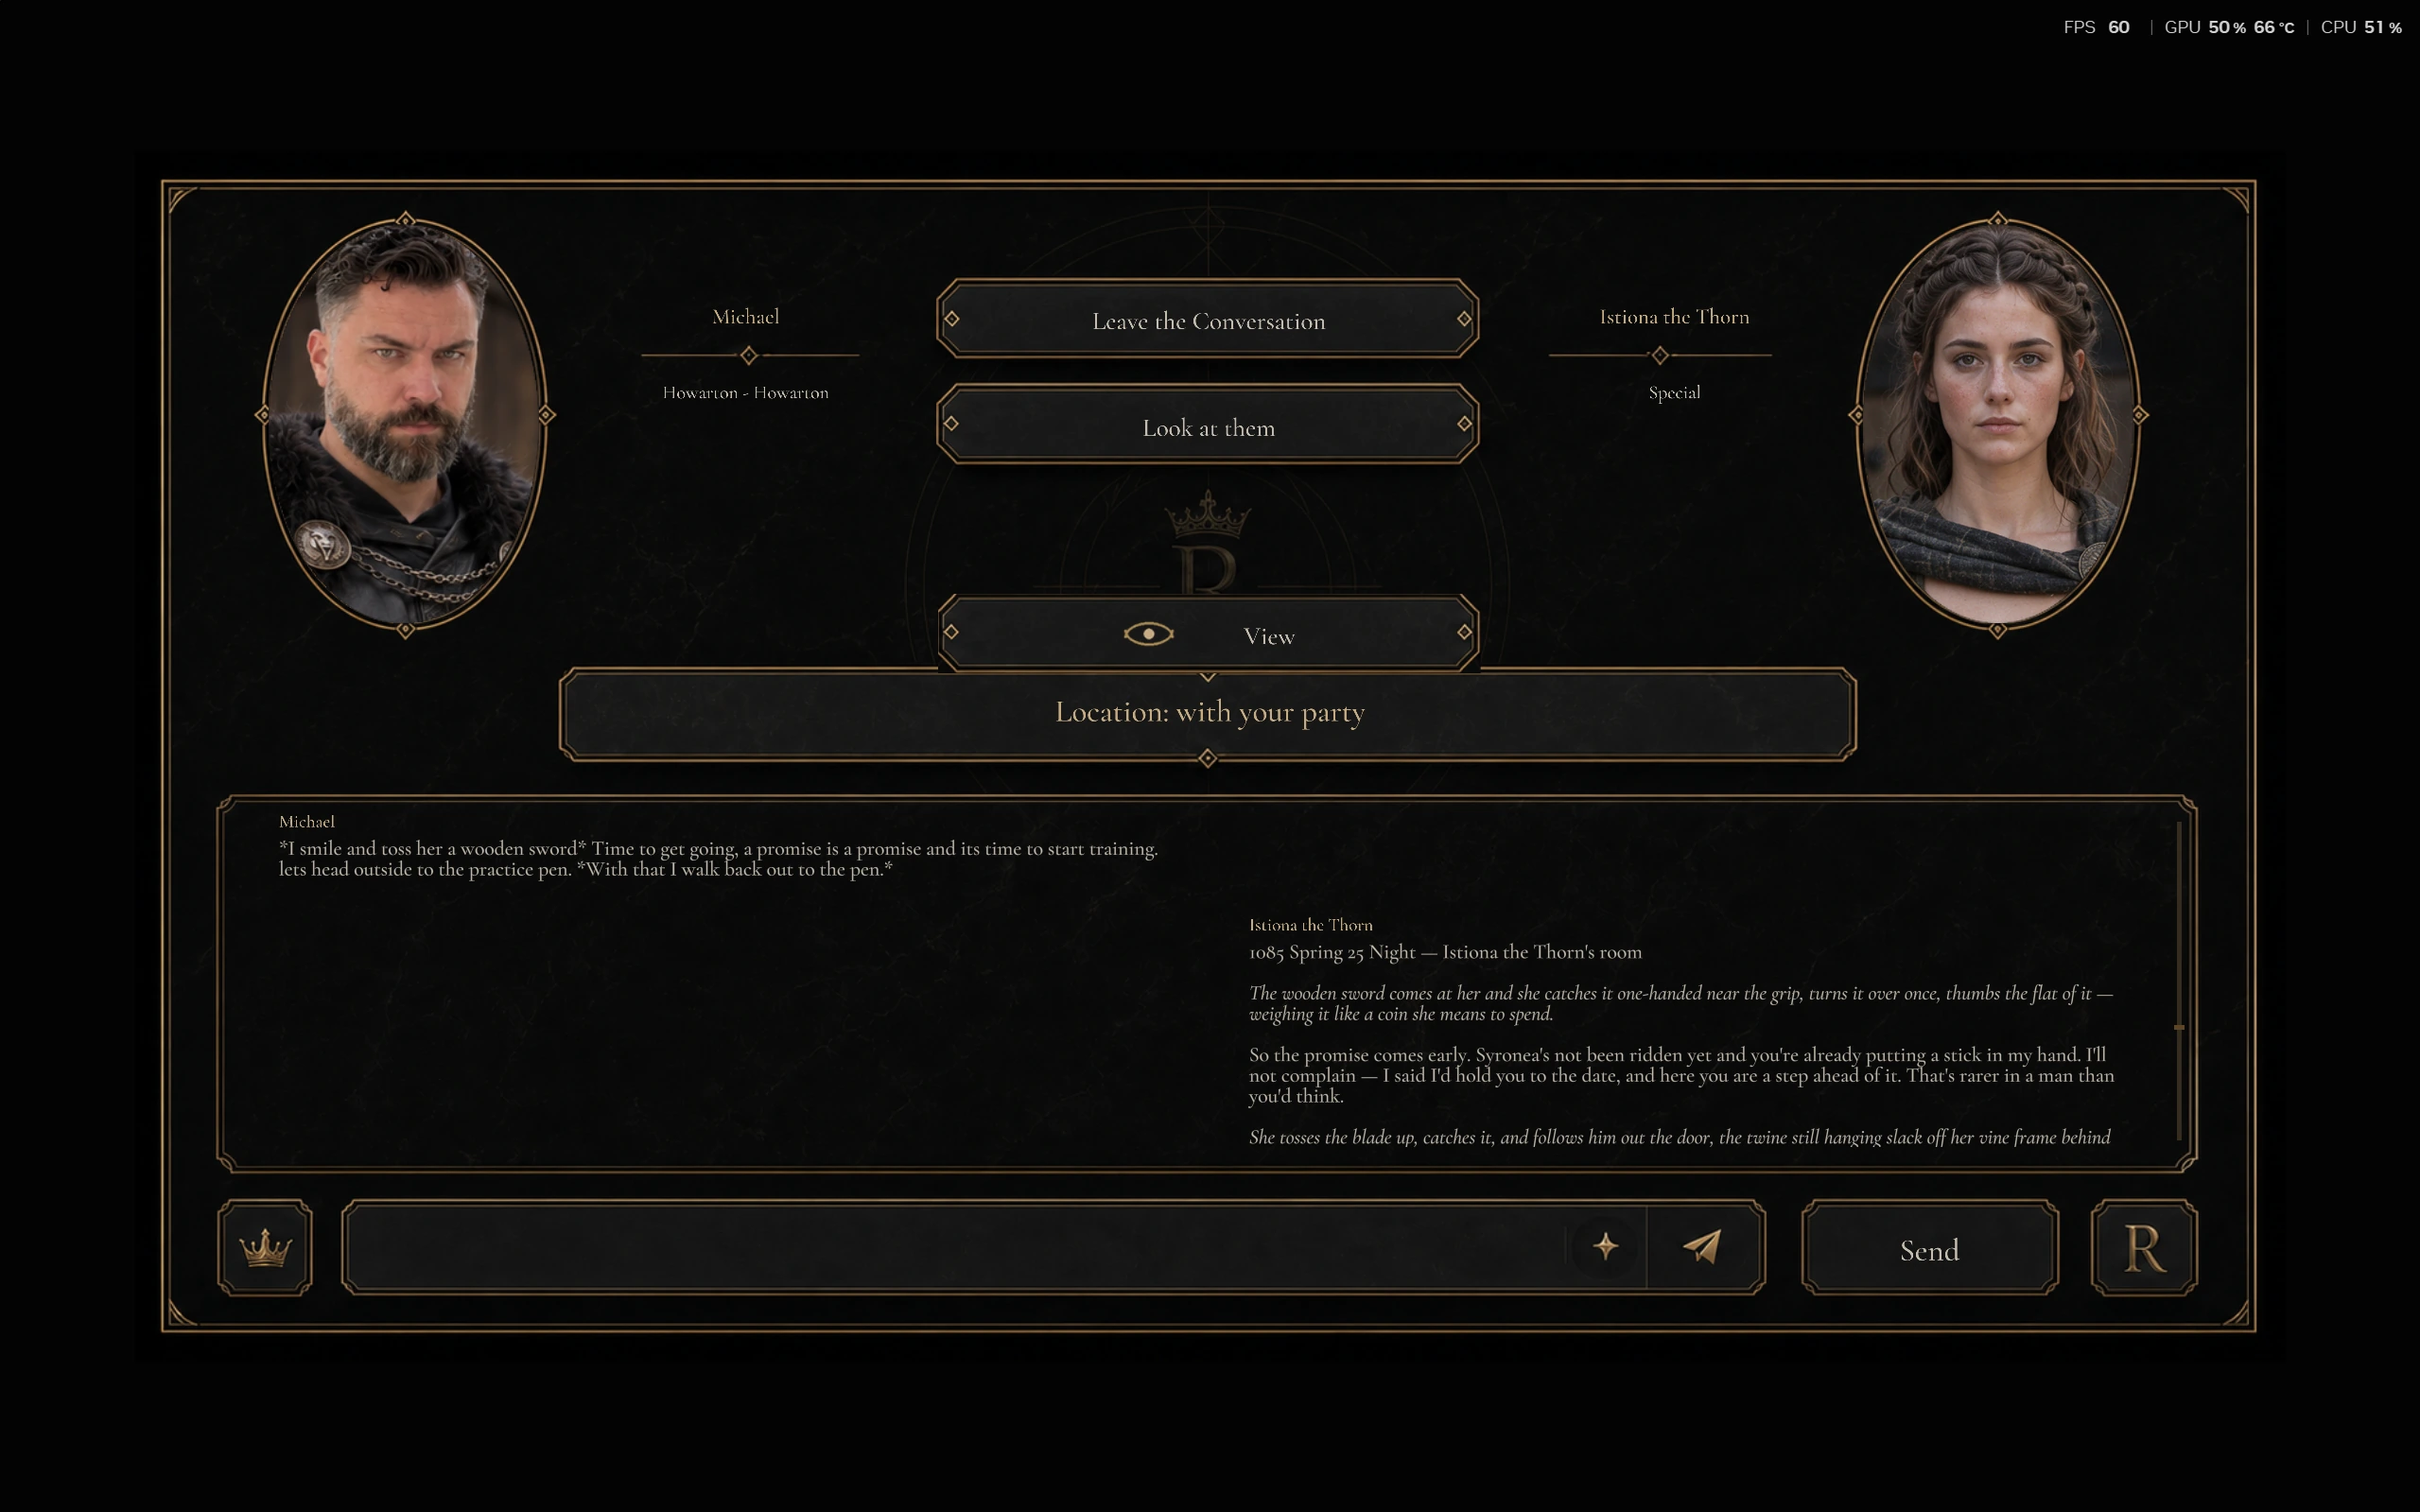 FPS 60 | GPU 50 % 66 °C | CPU 51 %
Michael
Howarton - Howarton
Leave the Conversation
Look at them
Istiona the Thorn
Special
R
View
Location: with your party
Michael
*I smile and toss her a wooden sword* Time to get going, a promise is a promise and its time to start training.
lets head outside to the practice pen. *With that I walk back out to the pen.*
Istiona the Thorn
1085 Spring 25 Night — Istiona the Thorn's room
The wooden sword comes at her and she catches it one-handed near the grip, turns it over once, thumbs the flat of it —
weighing it like a coin she means to spend.
So the promise comes early. Syronea's not been ridden yet and you're already putting a stick in my hand. I'll
not complain — I said I'd hold you to the date, and here you are a step ahead of it. That's rarer in a man than
you'd think.
She tosses the blade up, catches it, and follows him out the door, the twine still hanging slack off her vine frame behind
Send
R